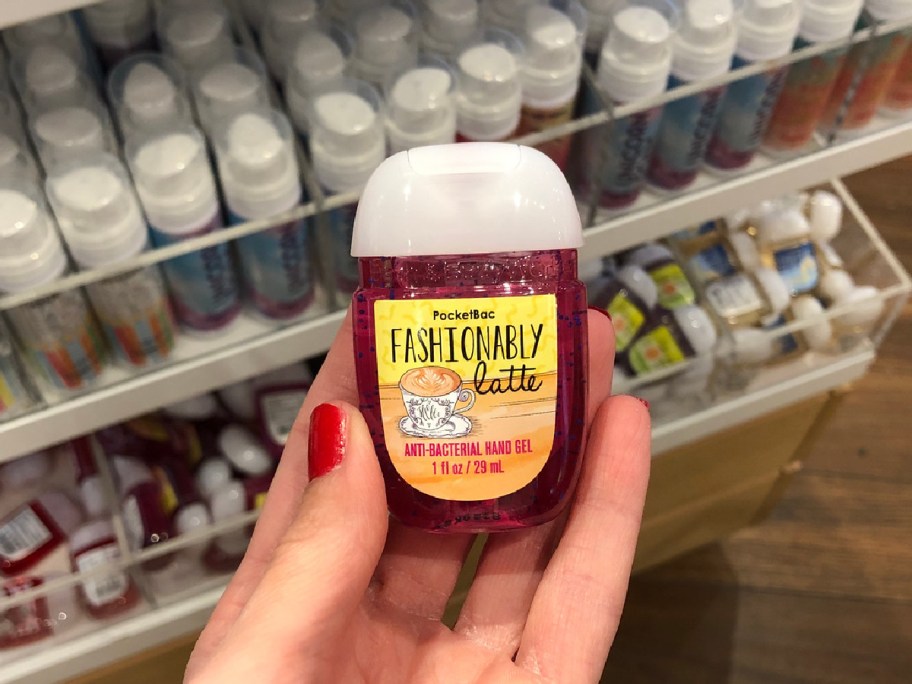 PocketBac
FASHIONABLY
latte
ANTI-BACTERIAL HAND GEL
1 fl oz / 29 mL